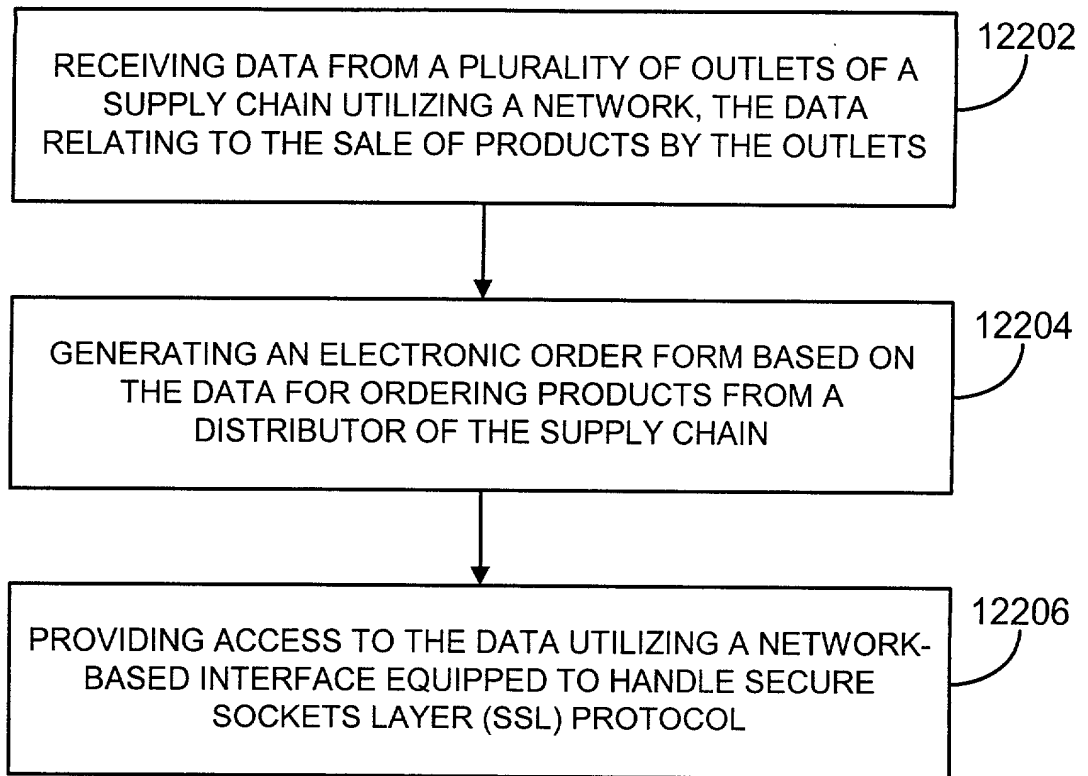 12202
RECEIVING DATA FROM A PLURALITY OF OUTLETS OF A
SUPPLY CHAIN UTILIZING A NETWORK, THE DATA
RELATING TO THE SALE OF PRODUCTS BY THE OUTLETS
12204
GENERATING AN ELECTRONIC ORDER FORM BASED ON
THE DATA FOR ORDERING PRODUCTS FROM A
DISTRIBUTOR OF THE SUPPLY CHAIN
12206
PROVIDING ACCESS TO THE DATA UTILIZING A NETWORK-
BASED INTERFACE EQUIPPED TO HANDLE SECURE
SOCKETS LAYER (SSL) PROTOCOL